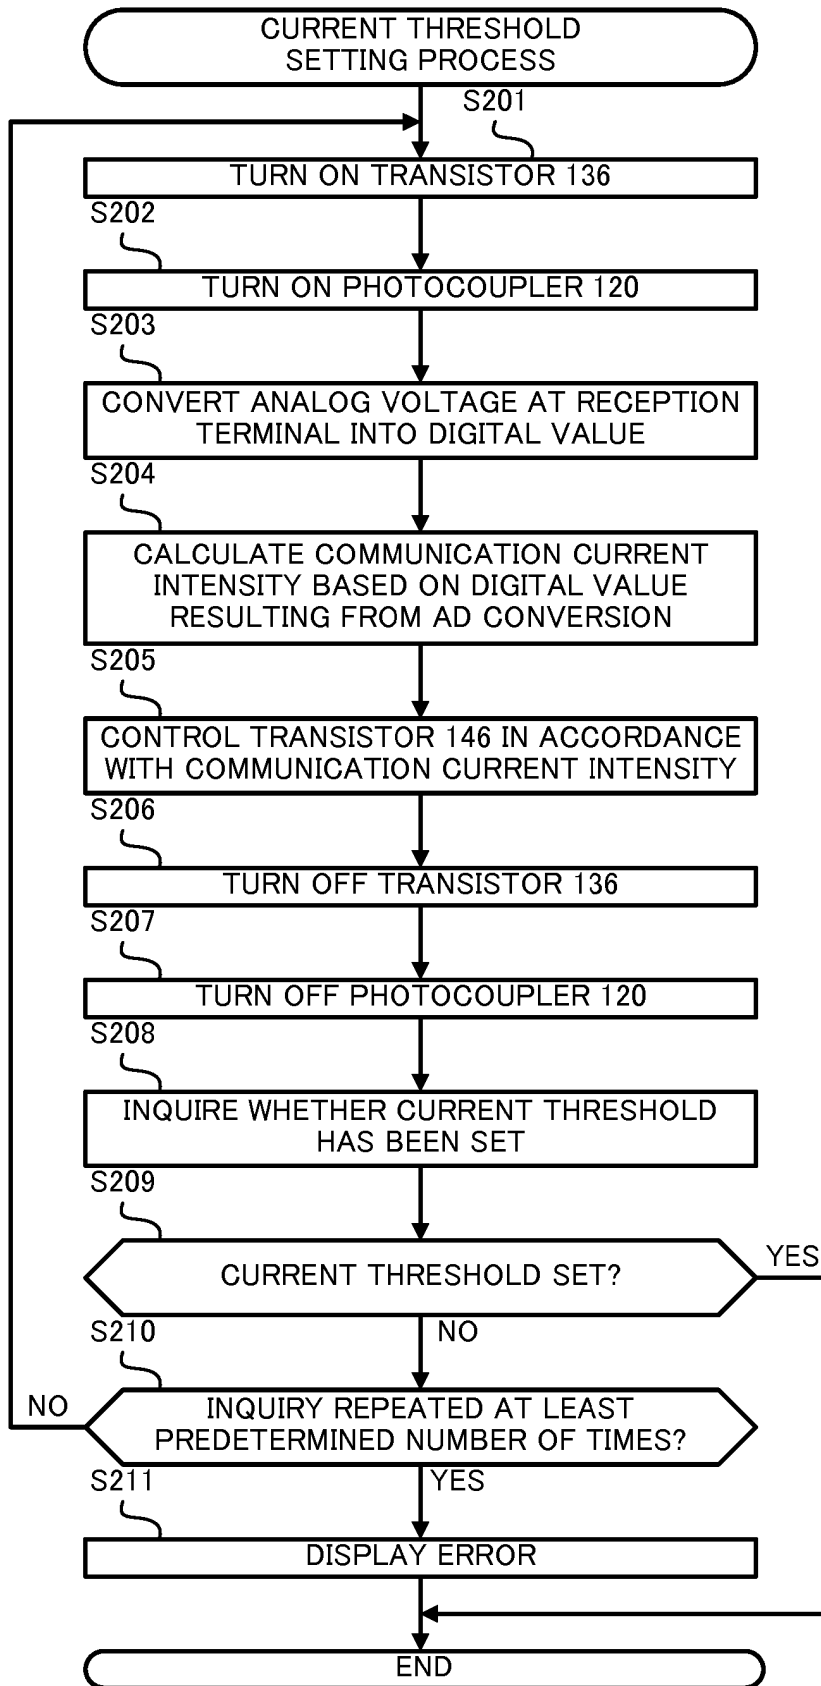 CURRENT THRESHOLD
SETTING PROCESS
S201
TURN ON TRANSISTOR 136
S202
TURN ON PHOTOCOUPLER 120
S203
CONVERT ANALOG VOLTAGE AT RECEPTION
TERMINAL INTO DIGITAL VALUE
S204
CALCULATE COMMUNICATION CURRENT
INTENSITY BASED ON DIGITAL VALUE
RESULTING FROM AD CONVERSION
S205
CONTROL TRANSISTOR 146 IN ACCORDANCE
WITH COMMUNICATION CURRENT INTENSITY
S206
TURN OFF TRANSISTOR 136
S207
TURN OFF PHOTOCOUPLER 120
S208
INQUIRE WHETHER CURRENT THRESHOLD
HAS BEEN SET
S209
YES
CURRENT THRESHOLD SET?
NO
S210
NO
INQUIRY REPEATED AT LEAST
PREDETERMINED NUMBER OF TIMES?
YES
S211
DISPLAY ERROR
END